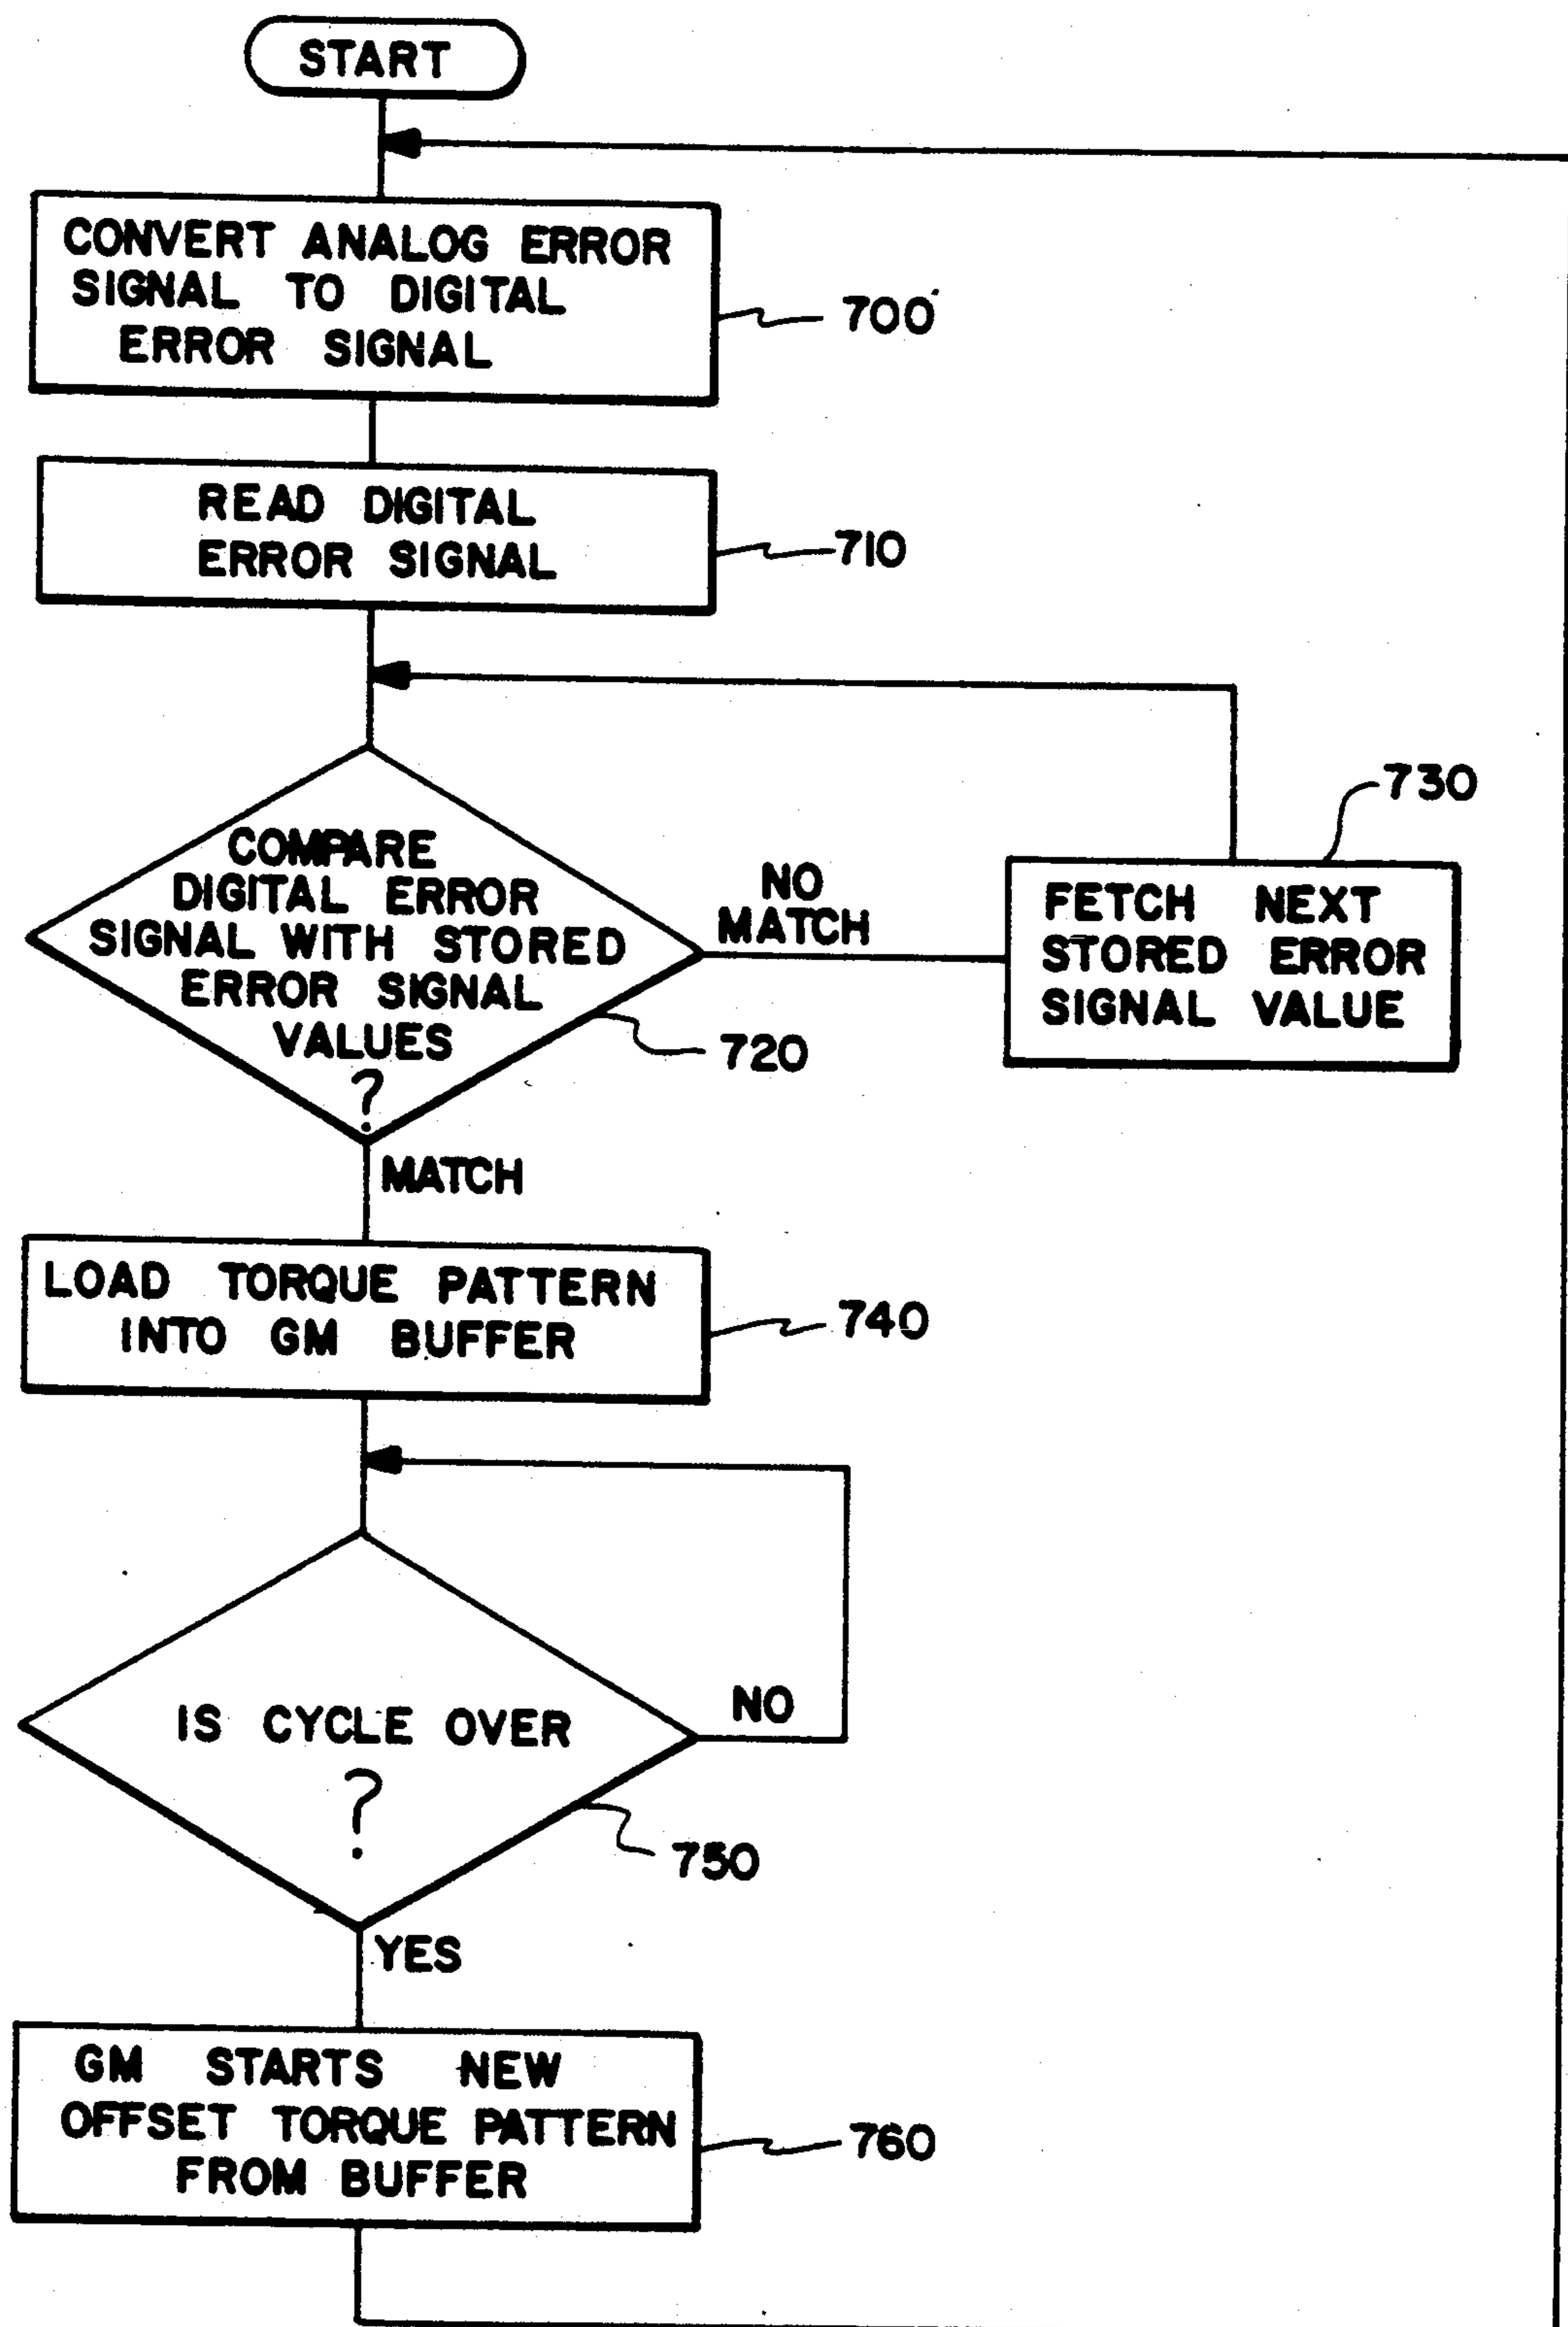 START
CONVERT ANALOG ERROR
SIGNAL TO DIGITAL
ERROR SIGNAL
700
READ DIGITAL
ERROR SIGNAL
710
730
COMPARE
DIGITAL ERROR
SIGNAL WITH STORED
ERROR SIGNAL
VALUES
?
720
NO
MATCH
FETCH NEXT
STORED ERROR
SIGNAL VALUE
MATCH
LOAD TORQUE PATTERN
INTO GM BUFFER
740
IS CYCLE OVER
?
NO
750
YES
GM STARTS NEW
OFFSET TORQUE PATTERN
FROM BUFFER
760